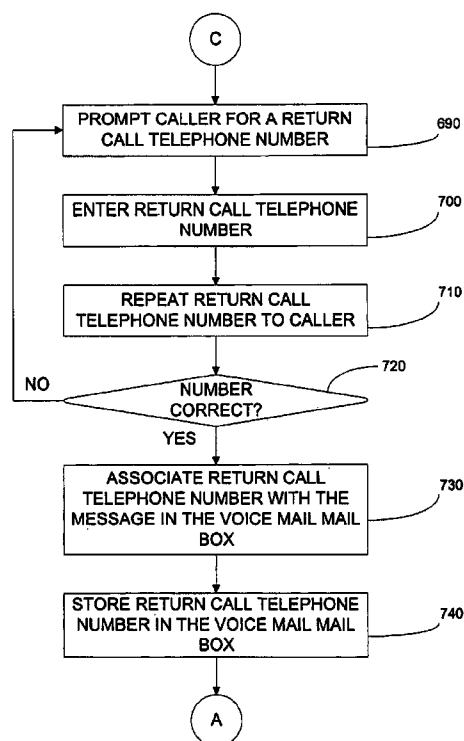 C
PROMPT CALLER FOR A RETURN
CALL TELEPHONE NUMBER
690
ENTER RETURN CALL TELEPHONE
NUMBER
700
REPEAT RETURN CALL
TELEPHONE NUMBER TO CALLER
710
NUMBER
CORRECT?
720
NO
YES
ASSOCIATE RETURN CALL
TELEPHONE NUMBER WITH THE
MESSAGE IN THE VOICE MAIL MAIL
BOX
730
STORE RETURN CALL TELEPHONE
NUMBER IN THE VOICE MAIL MAIL
BOX
740
A